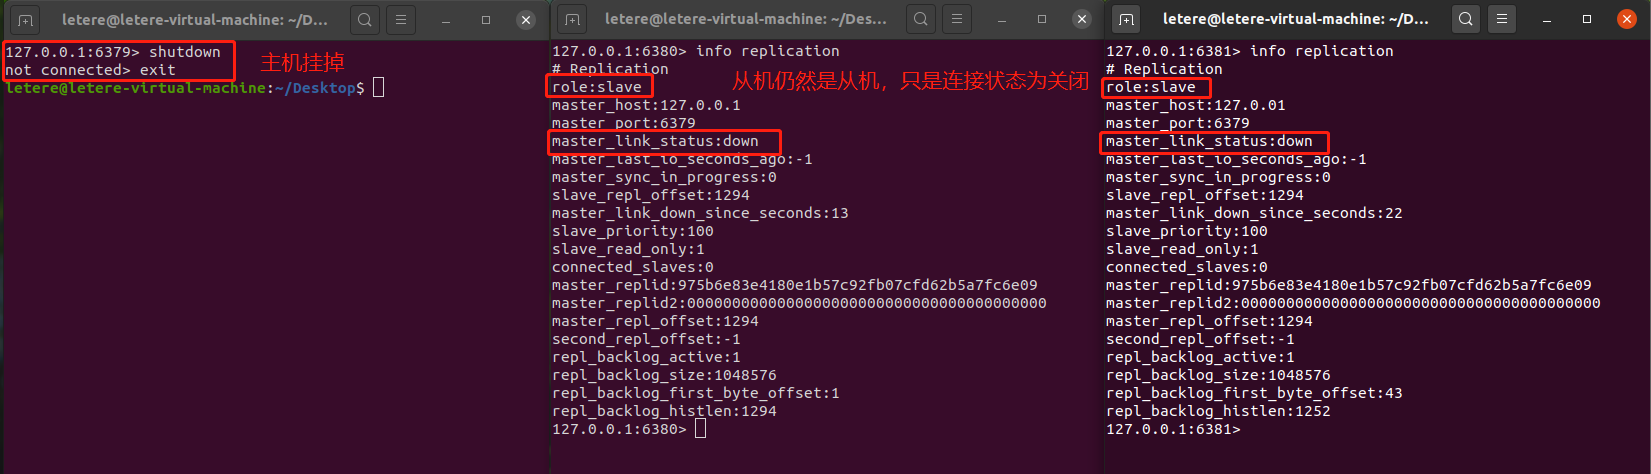 letere@letere-virtual-machine: ~/D...
127.0.0.1:6379> shutdown
not connected> exit
主机挂掉
letere@letere-virtual-machine:~/Desktop$
letere@letere-virtual-machine: ~/Des...
127.0.0.1:6380> info replication
# Replication
从机仍然是从机，只是连接状态为关闭
role:slave
master_host:127.0.0.1
master_port:6379
master_link_status:down
master_last_io_seconds_ago:-1
master_sync_in_progress:0
slave_repl_offset:1294
master_link_down_since_seconds:13
slave_priority:100
slave_read_only:1
connected_slaves:0
master_replid:975b6e83e4180e1b57c92fb07cfd62b5a7fc6e09
master_replid2:0000000000000000000000000000000000000000
master_repl_offset:1294
second_repl_offset:-1
repl_backlog_active:1
repl_backlog_size:1048576
repl_backlog_first_byte_offset:1
repl_backlog_histlen:1294
127.0.0.1:6380>
letere@letere-virtual-machine: ~/D...
127.0.0.1:6381> info replication
# Replication
role:slave
master_host:127.0.01
master_port:6379
master_link_status:down
master_last_io_seconds_ago:-1
master_sync_in_progress:0
slave_repl_offset:1294
master_link_down_since_seconds:22
slave_priority:100
slave_read_only:1
connected_slaves:0
master_replid:975b6e83e4180e1b57c92fb07cfd62b5a7fc6e09
master_replid2:0000000000000000000000000000000000000000
master_repl_offset:1294
second_repl_offset:-1
repl_backlog_active:1
repl_backlog_size:1048576
repl_backlog_first_byte_offset:43
repl_backlog_histlen:1252
127.0.0.1:6381>